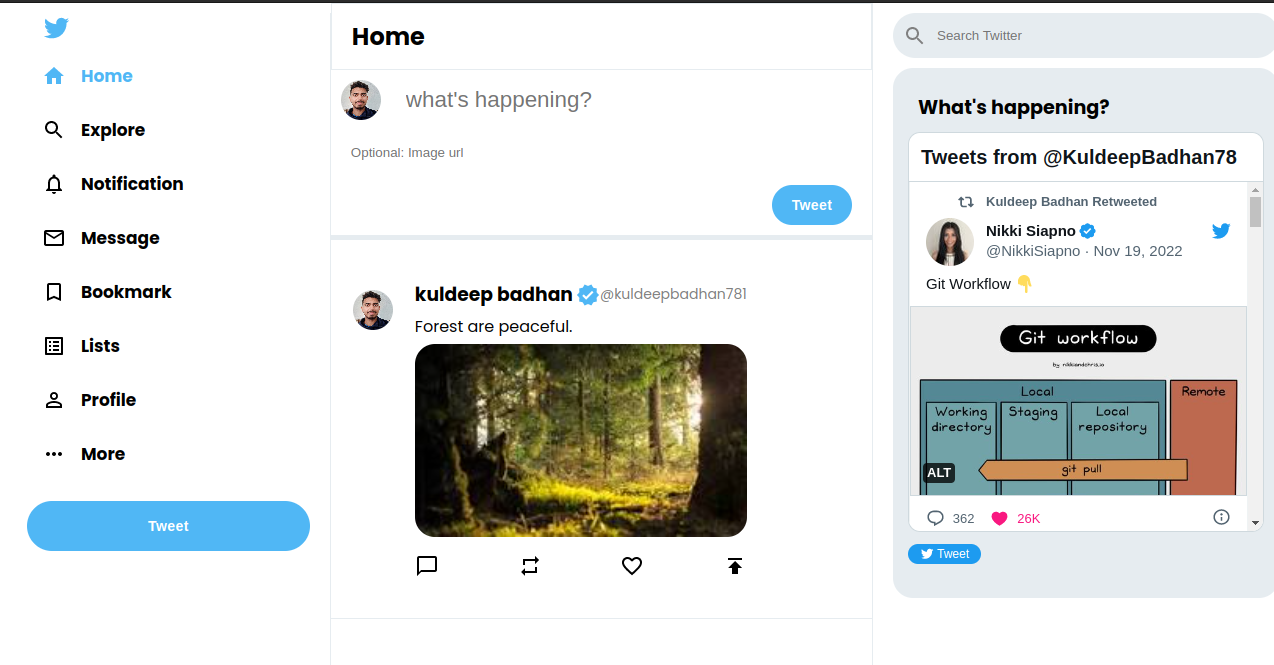 Home
Explore
Notification
Message
Bookmark
Lists
Profile
More
Tweet
Home
what's happening?
Optional: Image url
Tweet
kuldeep badhan @kuldeepbadhan781
Forest are peaceful.
Search Twitter
What's happening?
Tweets from @KuldeepBadhan78
Kuldeep Badhan Retweeted
Nikki Siapno
@NikkiSiapno · Nov 19, 2022
Git Workflow 👇
Git workflow
by nikkiandchris.io
Local
Remote
Working directory
Staging
Local repository
git pull
ALT
362
26K
Tweet